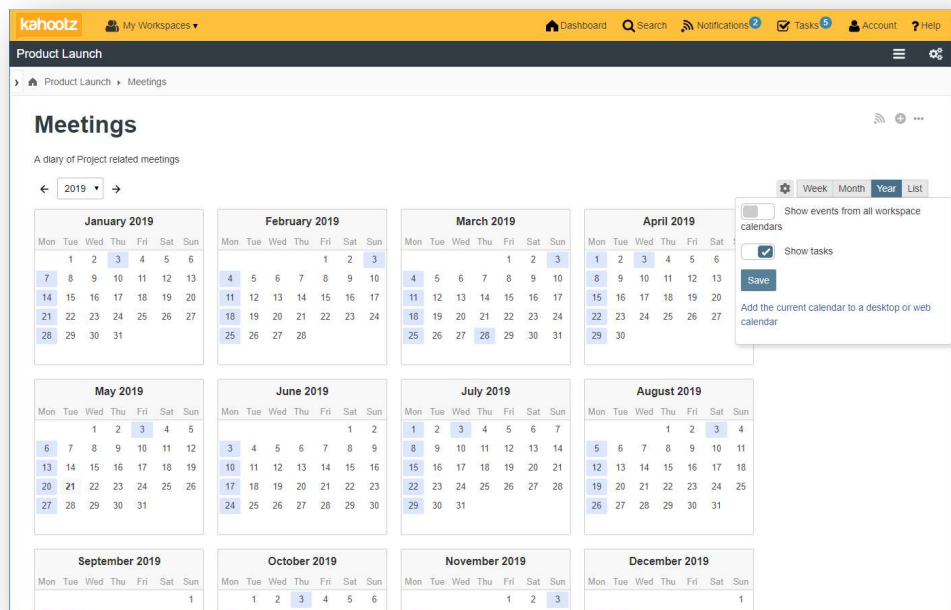 kahootz My Workspaces ▾ Dashboard Search Notifications 2 Tasks 5 Account ? Help
Product Launch
› Product Launch ▸ Meetings
Meetings
A diary of Project related meetings
← 2019 ▾ → Week Month Year List
Show events from all workspace
calendars
Show tasks
Save
Add the current calendar to a desktop or web
calendar
January 2019
Mon Tue Wed Thu Fri Sat Sun
1 2 3 4 5 6
7 8 9 10 11 12 13
14 15 16 17 18 19 20
21 22 23 24 25 26 27
28 29 30 31
February 2019
Mon Tue Wed Thu Fri Sat Sun
1 2 3
4 5 6 7 8 9 10
11 12 13 14 15 16 17
18 19 20 21 22 23 24
25 26 27 28
March 2019
Mon Tue Wed Thu Fri Sat Sun
1 2 3
4 5 6 7 8 9 10
11 12 13 14 15 16 17
18 19 20 21 22 23 24
25 26 27 28 29 30 31
April 2019
Mon Tue Wed Thu Fri Sat
1 2 3 4 5 6
8 9 10 11 12 13
15 16 17 18 19 20
22 23 24 25 26 27
29 30
May 2019
Mon Tue Wed Thu Fri Sat Sun
1 2 3 4 5
6 7 8 9 10 11 12
13 14 15 16 17 18 19
20 21 22 23 24 25 26
27 28 29 30 31
June 2019
Mon Tue Wed Thu Fri Sat Sun
1 2
3 4 5 6 7 8 9
10 11 12 13 14 15 16
17 18 19 20 21 22 23
24 25 26 27 28 29 30
July 2019
Mon Tue Wed Thu Fri Sat Sun
1 2 3 4 5 6 7
8 9 10 11 12 13 14
15 16 17 18 19 20 21
22 23 24 25 26 27 28
29 30 31
August 2019
Mon Tue Wed Thu Fri Sat Sun
1 2 3 4
5 6 7 8 9 10 11
12 13 14 15 16 17 18
19 20 21 22 23 24 25
26 27 28 29 30 31
September 2019
Mon Tue Wed Thu Fri Sat Sun
1
October 2019
Mon Tue Wed Thu Fri Sat Sun
1 2 3 4 5 6
November 2019
Mon Tue Wed Thu Fri Sat Sun
1 2 3
December 2019
Mon Tue Wed Thu Fri Sat Sun
1